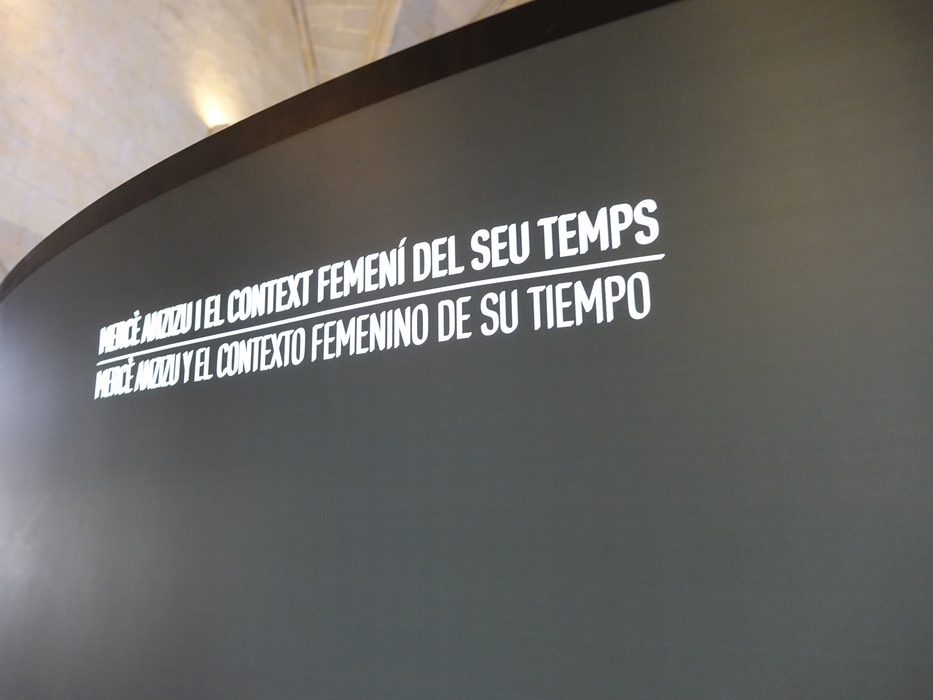 MERCÈ ANZIZU I EL CONTEXT FEMENÍ DEL SEU TEMPS
MERCÈ ANZIZU Y EL CONTEXTO FEMENINO DE SU TIEMPO